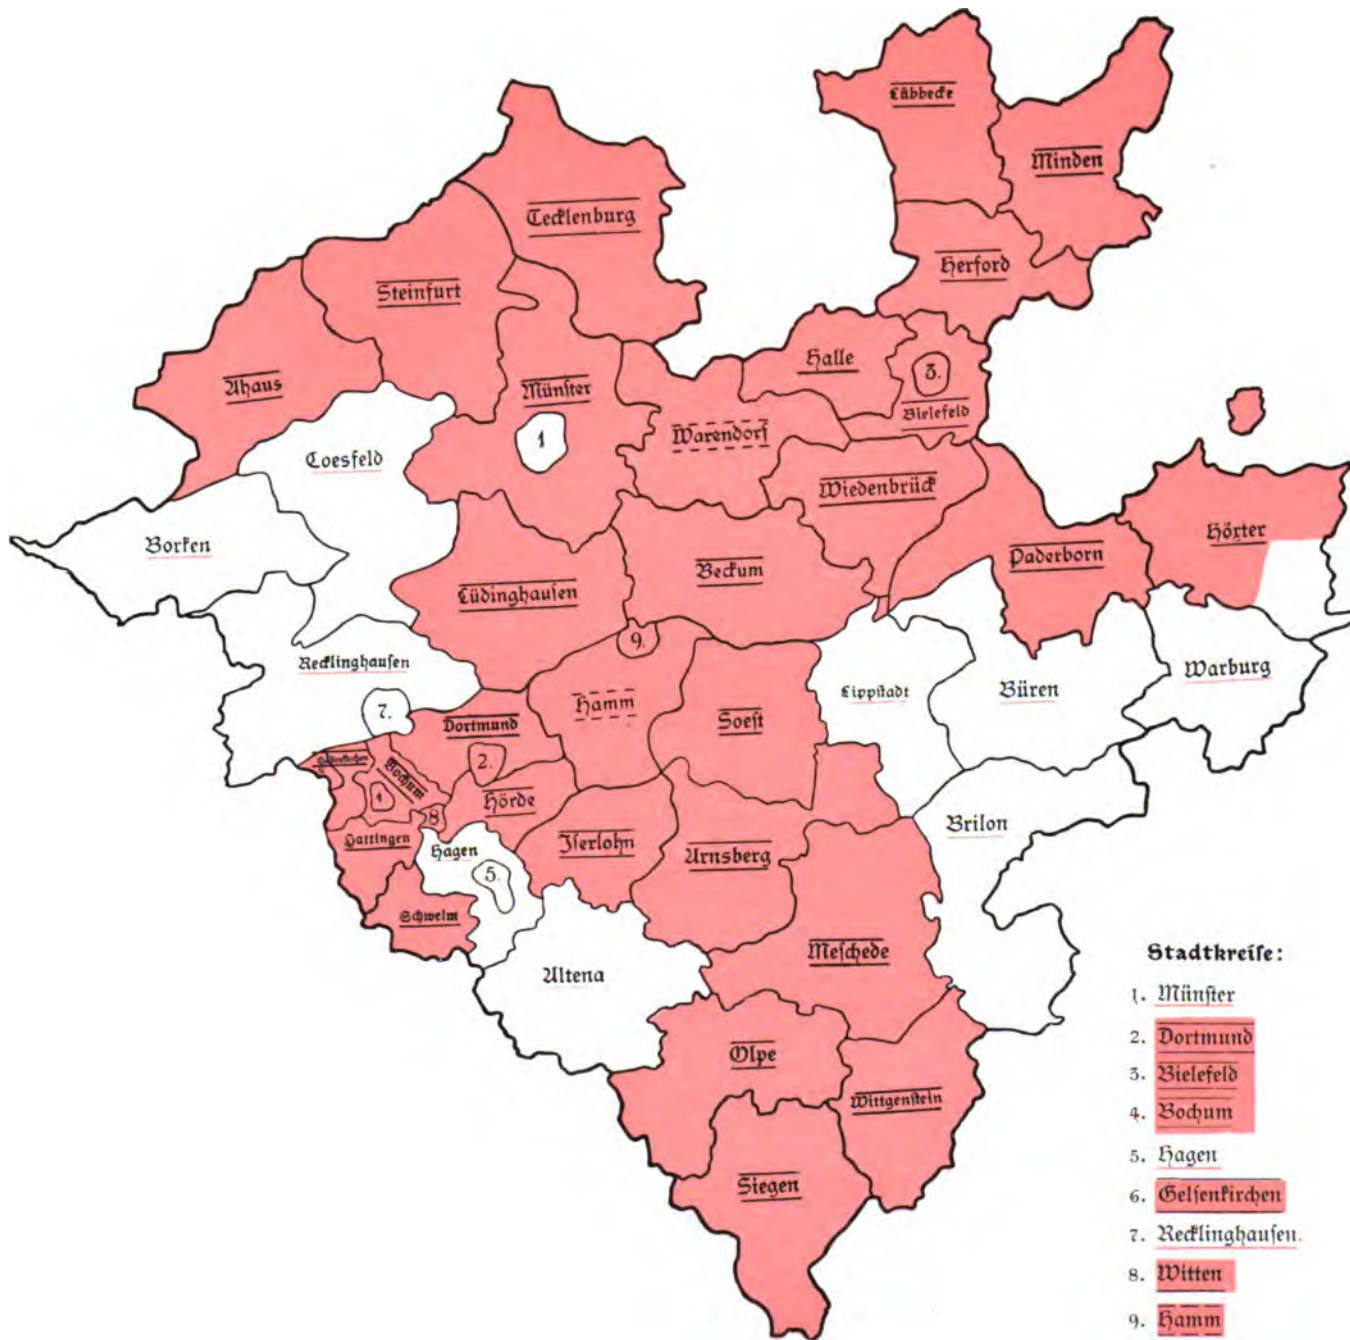 Lübbecke
Minden
Tecklenburg
Herford
Steinfurt
Halle
3.
Ahaus
Münster
Bielefeld
1
Warendorf
Coesfeld
Wiedenbrück
Höxter
Borken
Paderborn
Beckum
Lüdinghausen
9.
Recklinghausen
Warburg
Lippstadt
Büren
Hamm
7.
Soest
Dortmund
Gelsenkirchen
2.
Bochum
4
Hörde
8
Brilon
Hattingen
Hagen
Iserlohn
Arnsberg
5.
Schwelm
Meschede
Altena
Olpe
Wittgenstein
Siegen
Stadtkreise:
1. Münster
2. Dortmund
3. Bielefeld
4. Bochum
5. Hagen
6. Gelsenkirchen
7. Recklinghausen.
8. Witten
9. Hamm